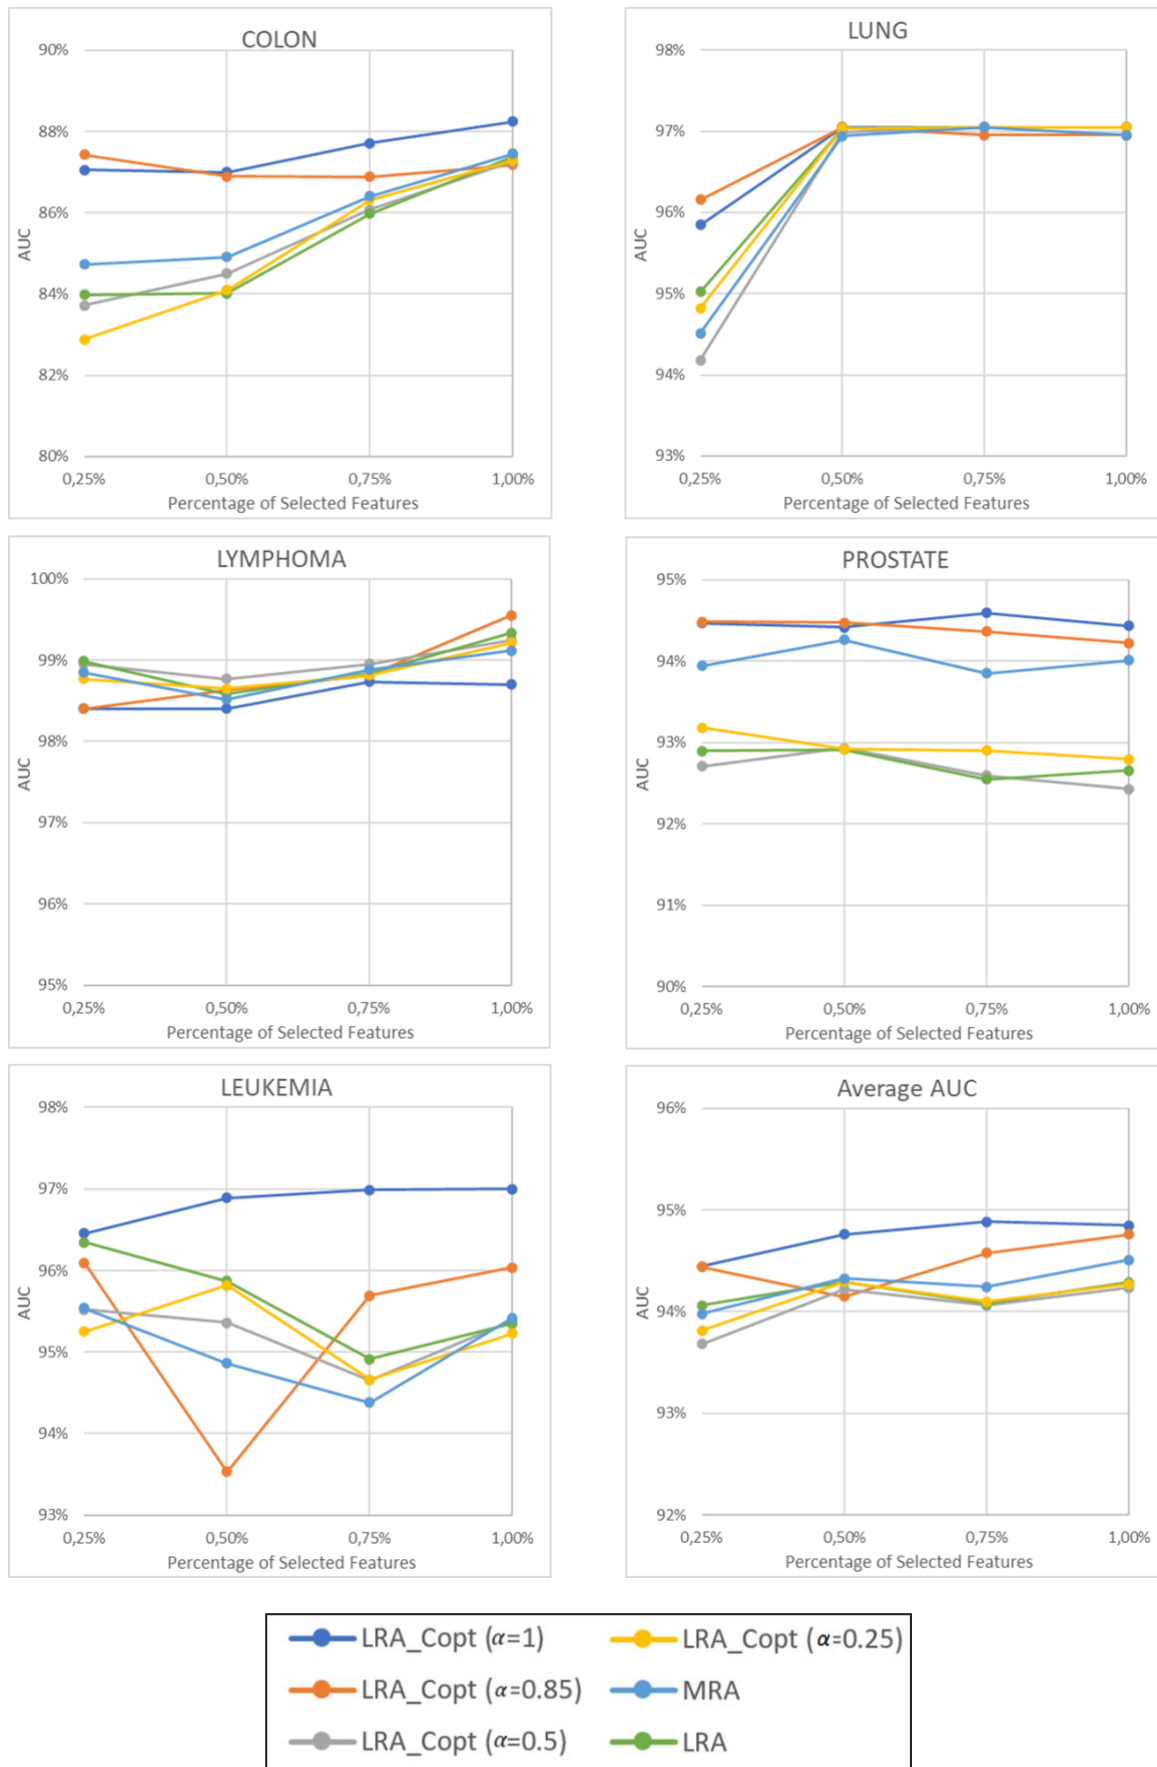 COLON
90%
88%
86%
84%
82%
80%
AUC
0,25% 0,50% 0,75% 1,00%
Percentage of Selected Features
LUNG
98%
97%
96%
95%
94%
93%
AUC
0,25% 0,50% 0,75% 1,00%
Percentage of Selected Features
LYMPHOMA
100%
99%
98%
97%
96%
95%
AUC
0,25% 0,50% 0,75% 1,00%
Percentage of Selected Features
PROSTATE
95%
94%
93%
92%
91%
90%
AUC
0,25% 0,50% 0,75% 1,00%
Percentage of Selected Features
LEUKEMIA
98%
97%
96%
95%
94%
93%
AUC
0,25% 0,50% 0,75% 1,00%
Percentage of Selected Features
Average AUC
96%
95%
94%
93%
92%
AUC
0,25% 0,50% 0,75% 1,00%
Percentage of Selected Features
LRA_Copt (α=1) LRA_Copt (α=0.25)
LRA_Copt (α=0.85) MRA
LRA_Copt (α=0.5) LRA